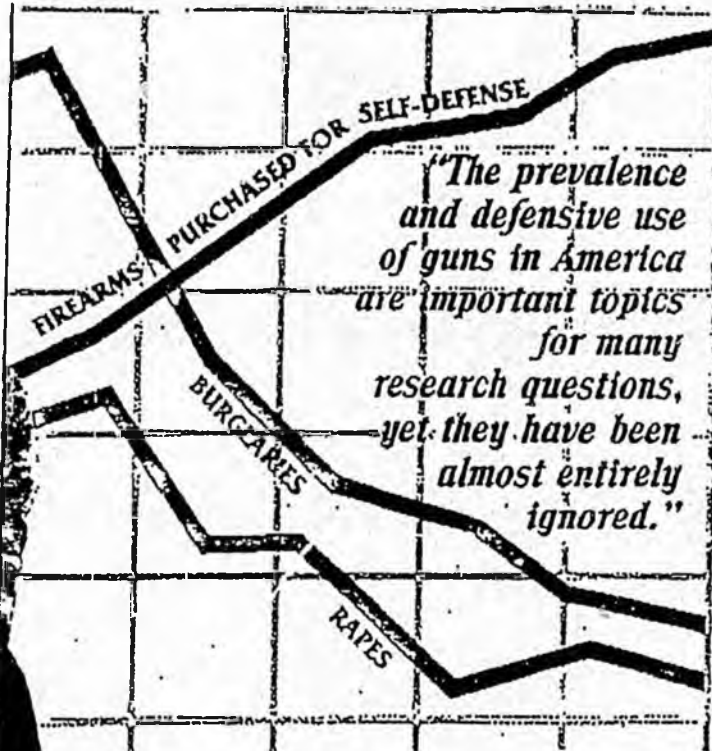 FIREARMS PURCHASED FOR SELF-DEFENSE
"The prevalence
and defensive use
of guns in America
are important topics
for many
research questions,
yet they have been
almost entirely
ignored."
BURGLARIES
RAPES